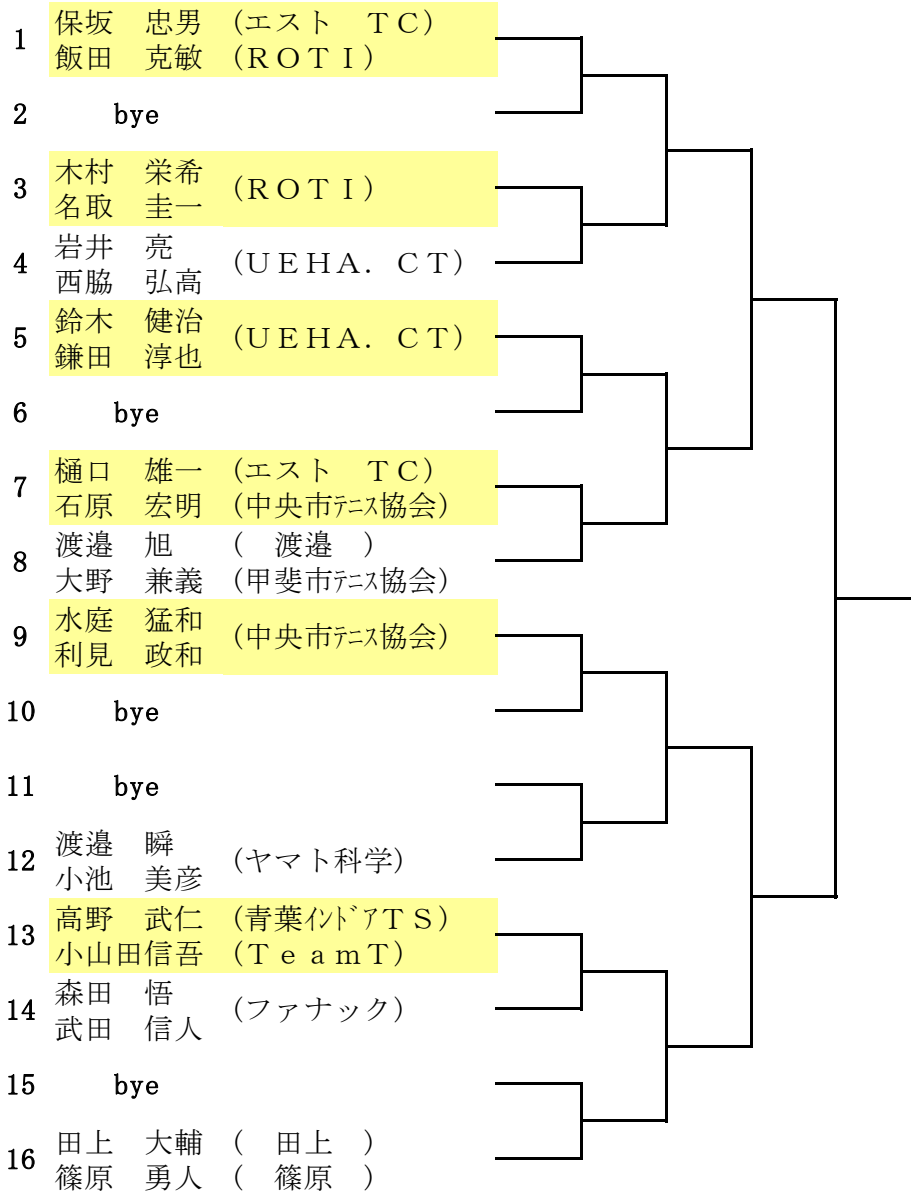 1 保坂　忠男 (エスト　ＴＣ)
飯田　克敏 (ＲＯＴＩ)
2 bye
3 木村　栄希
名取　圭一 (ＲＯＴＩ)
4 岩井　亮
西脇　弘高 (ＵＥＨＡ．ＣＴ)
5 鈴木　健治
鎌田　淳也 (ＵＥＨＡ．ＣＴ)
6 bye
7 樋口　雄一 (エスト　ＴＣ)
石原　宏明 (中央市ﾃﾆｽ協会)
8 渡邉　旭 (　渡邉　)
大野　兼義 (甲斐市ﾃﾆｽ協会)
9 水庭　猛和
利見　政和 (中央市ﾃﾆｽ協会)
10 bye
11 bye
12 渡邉　瞬
小池　美彦 (ヤマト科学)
13 高野　武仁 (青葉ｲﾝﾄﾞアＴＳ)
小山田信吾 (ＴｅａｍＴ)
14 森田　悟
武田　信人 (ファナック)
15 bye
16 田上　大輔 (　田上　)
篠原　勇人 (　篠原　)